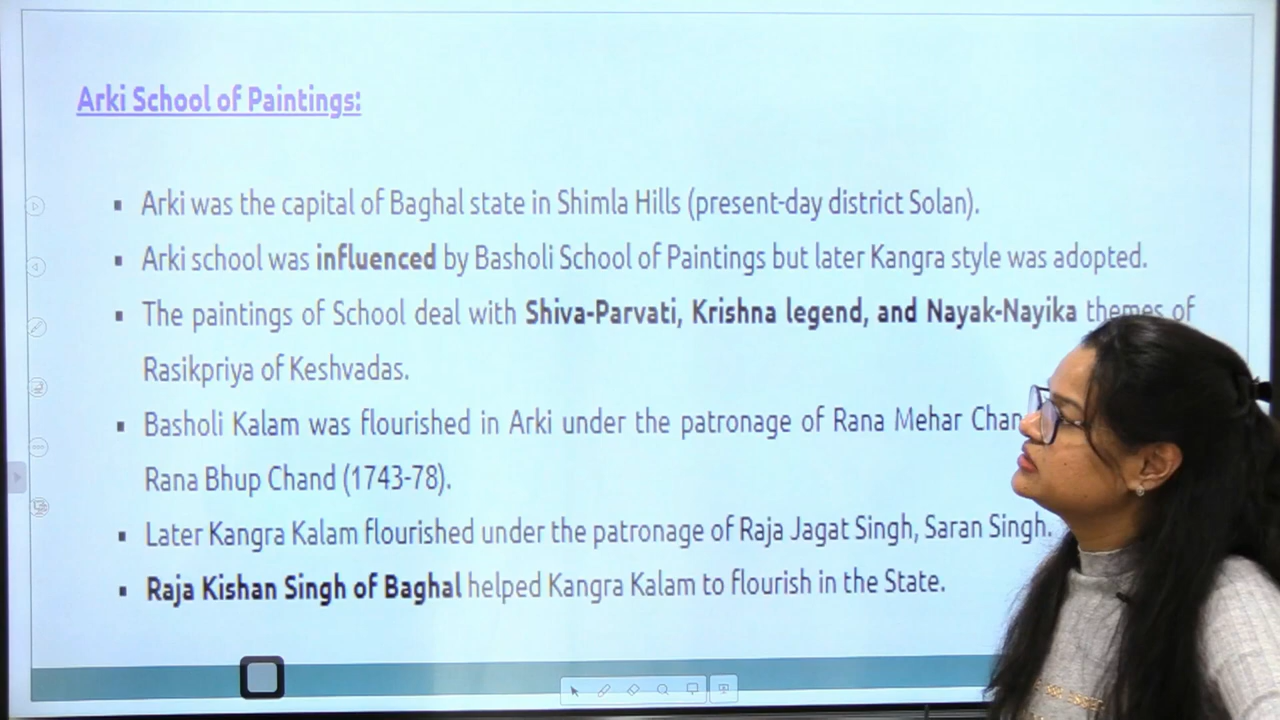 Arki School of Paintings:
▪ Arki was the capital of Baghal state in Shimla Hills (present-day district Solan).
▪ Arki school was influenced by Basholi School of Paintings but later Kangra style was adopted.
▪ The paintings of School deal with Shiva-Parvati, Krishna legend, and Nayak-Nayika themes of
Rasikpriya of Keshvadas.
▪ Basholi Kalam was flourished in Arki under the patronage of Rana Mehar
Rana Bhup Chand (1743-78).
▪ Later Kangra Kalam flourished under the patronage of Raja Jagat Singh, Saran Singh.
▪ Raja Kishan Singh of Baghal helped Kangra Kalam to flourish in the State.